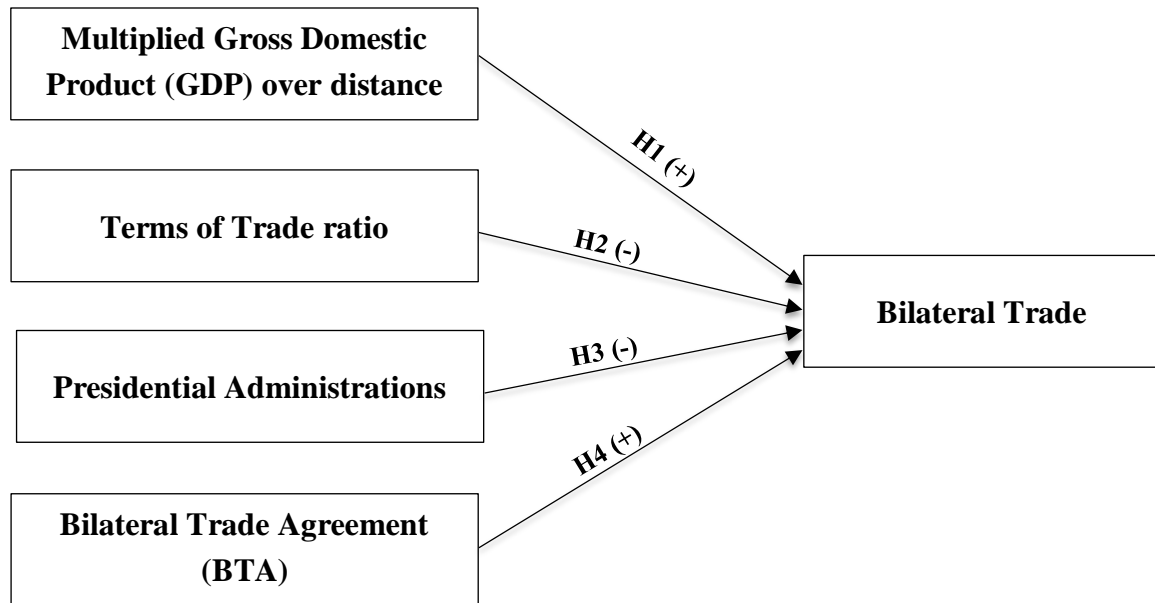 Multiplied Gross Domestic
Product (GDP) over distance
H1 (+)
Terms of Trade ratio
H2 (-)
Bilateral Trade
Presidential Administrations
H3 (-)
H4 (+)
Bilateral Trade Agreement
(BTA)